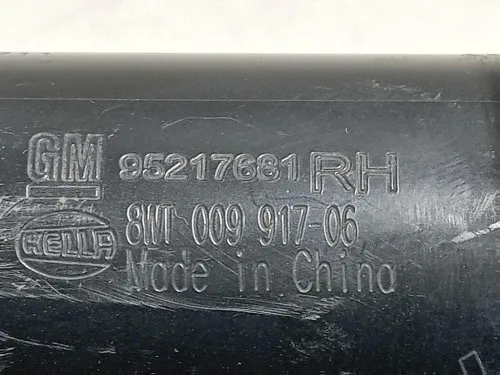 GM 95217681 RH
HELLA 8WT 009 917-06
Made in China